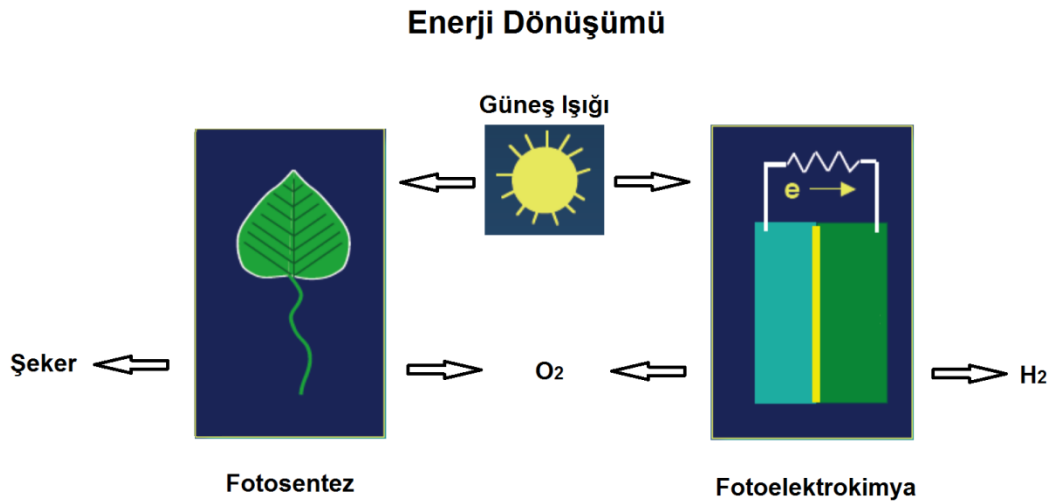 Enerji Dönüşümü
Güneş Işığı
e
Şeker
O₂
H₂
Fotosentez
Fotoelektrokimya